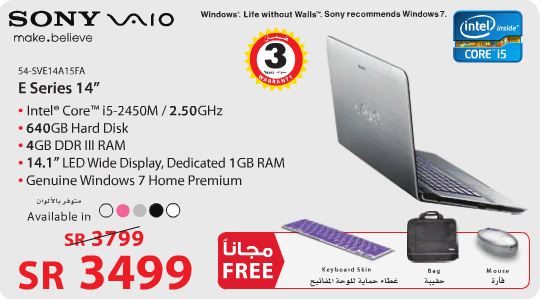 SONY VAIO
make.believe
Windows®. Life without Walls™. Sony recommends Windows 7.
intel inside™
CORE i5
3
Years
WARRANTY
54-SVE14A15FA
E Series 14”
• Intel® Core™ i5-2450M / 2.50GHz
• 640GB Hard Disk
• 4GB DDR III RAM
• 14.1” LED Wide Display, Dedicated 1GB RAM
• Genuine Windows 7 Home Premium
متوفر بالألوان
Available in
SR 3799
SR 3499
مجاناً
FREE
Keyboard Skin
غطاء حماية للوحة المفاتيح
Bag
حقيبة
Mouse
فأرة
VAIO